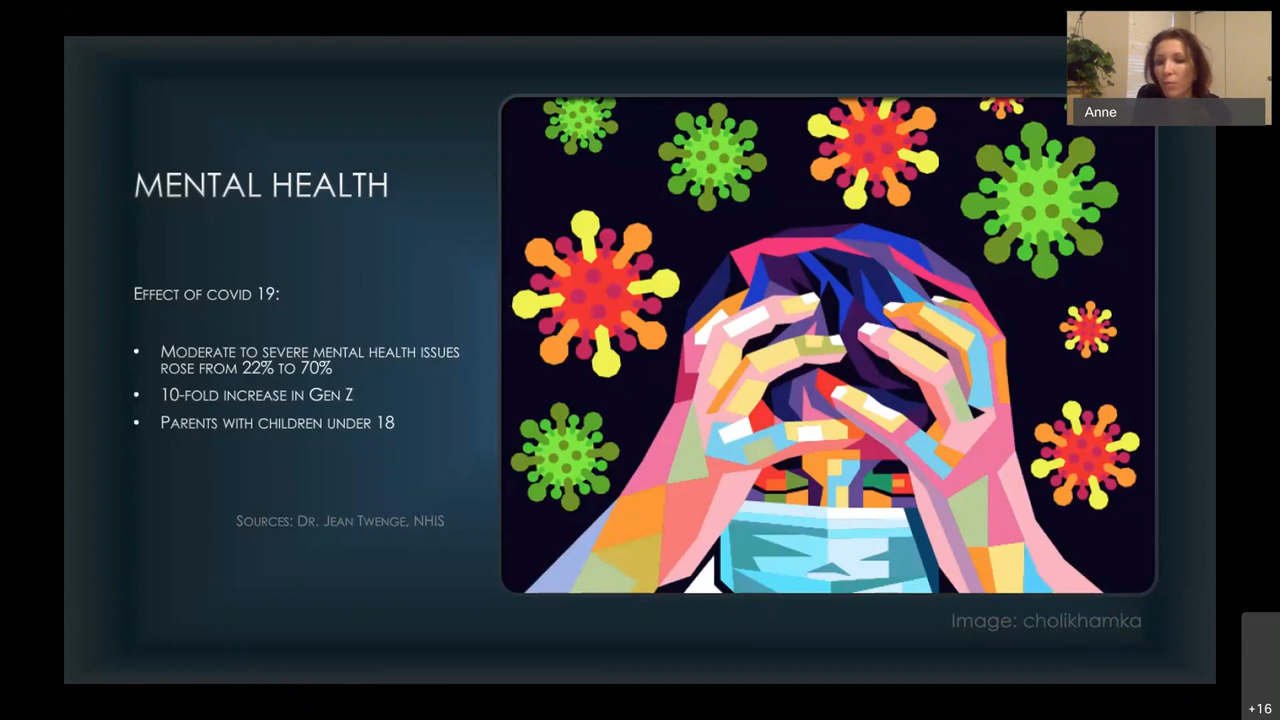 Anne
MENTAL HEALTH
EFFECT OF COVID 19:
• MODERATE TO SEVERE MENTAL HEALTH ISSUES
ROSE FROM 22% TO 70%
• 10-FOLD INCREASE IN GEN Z
• PARENTS WITH CHILDREN UNDER 18
SOURCES: DR. JEAN TWENGE, NHIS
Image: cholikhamka
+16